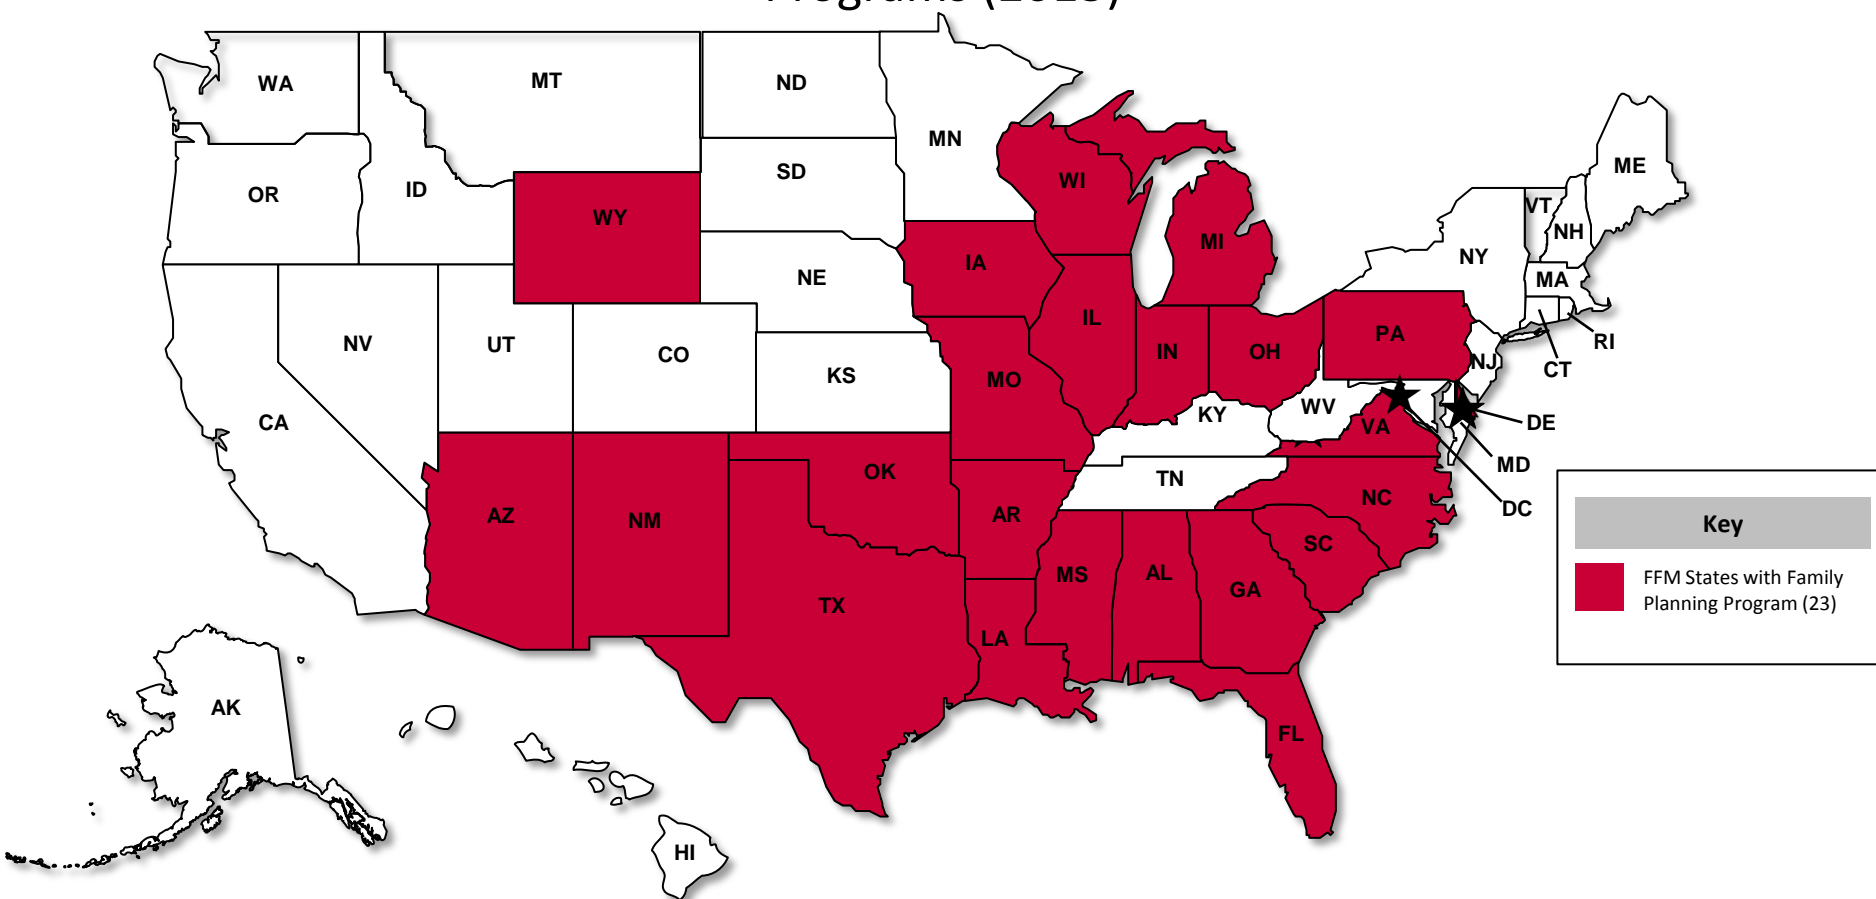 Programs (2013)
WA
MT
ND
MN
ME
OR
ID
SD
WI
VT
NH
WY
MI
NY
IA
NE
MA
IL
PA
RI
NV
UT
CO
IN
OH
NJ
CT
KS
MO
KY
WV
CA
VA
DE
MD
OK
TN
NC
DC
AZ
NM
AR
SC
Key
MS
AL
GA
FFM States with Family
Planning Program (23)
TX
LA
AK
FL
HI